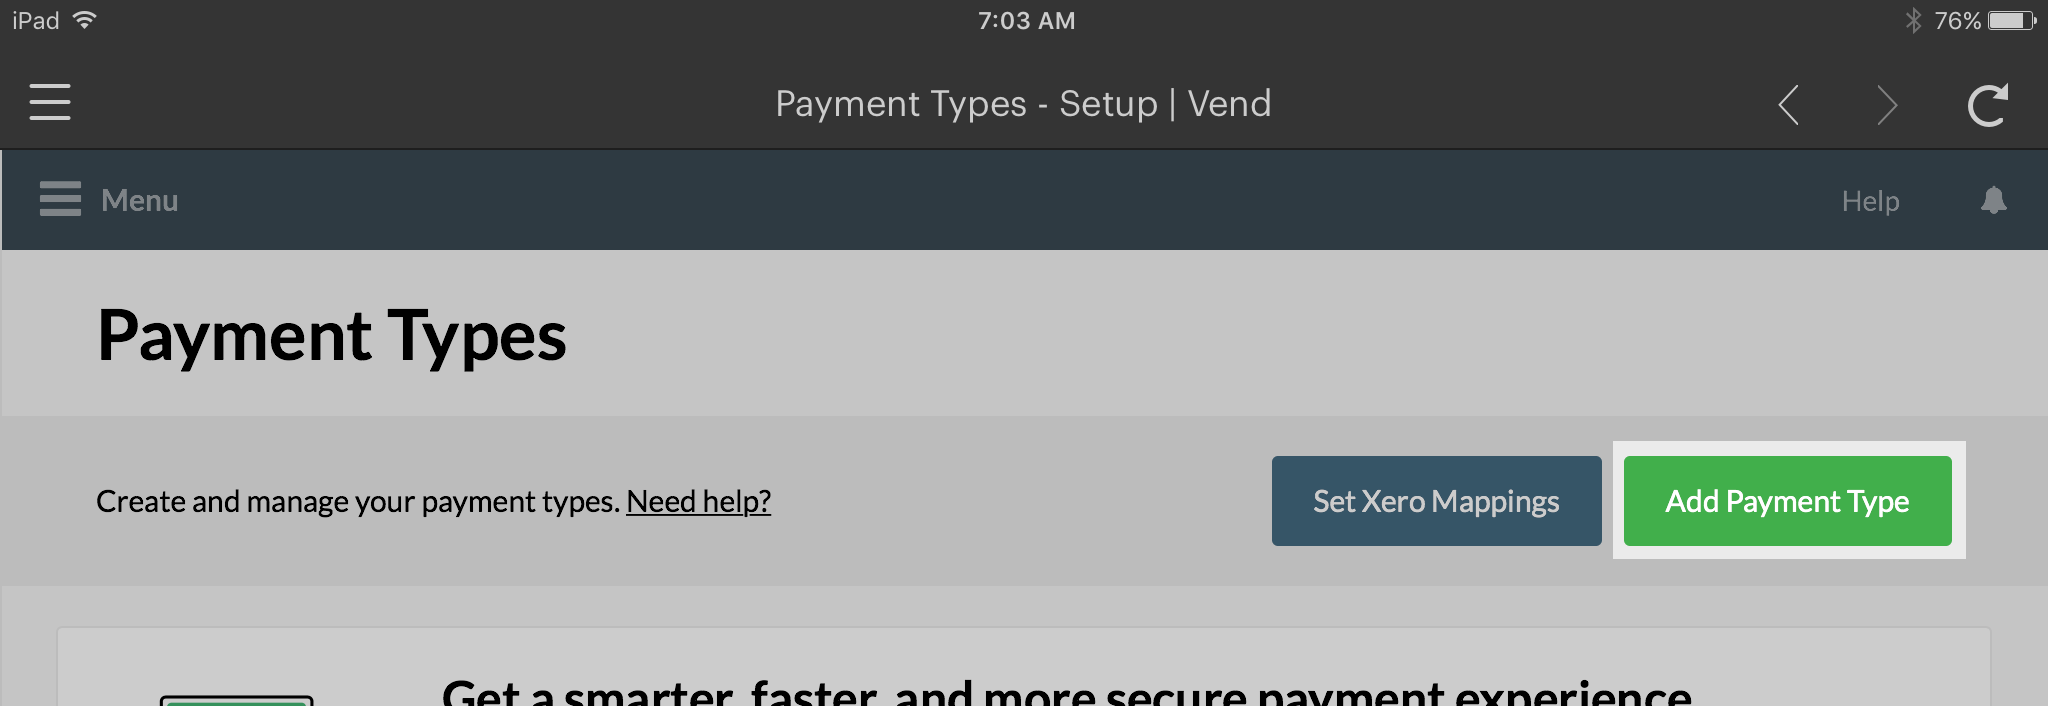 iPad 7:03 AM 76%
Payment Types - Setup | Vend
Menu Help
Payment Types
Create and manage your payment types. Need help? Set Xero Mappings Add Payment Type
Get a smarter, faster, and more secure payment experience